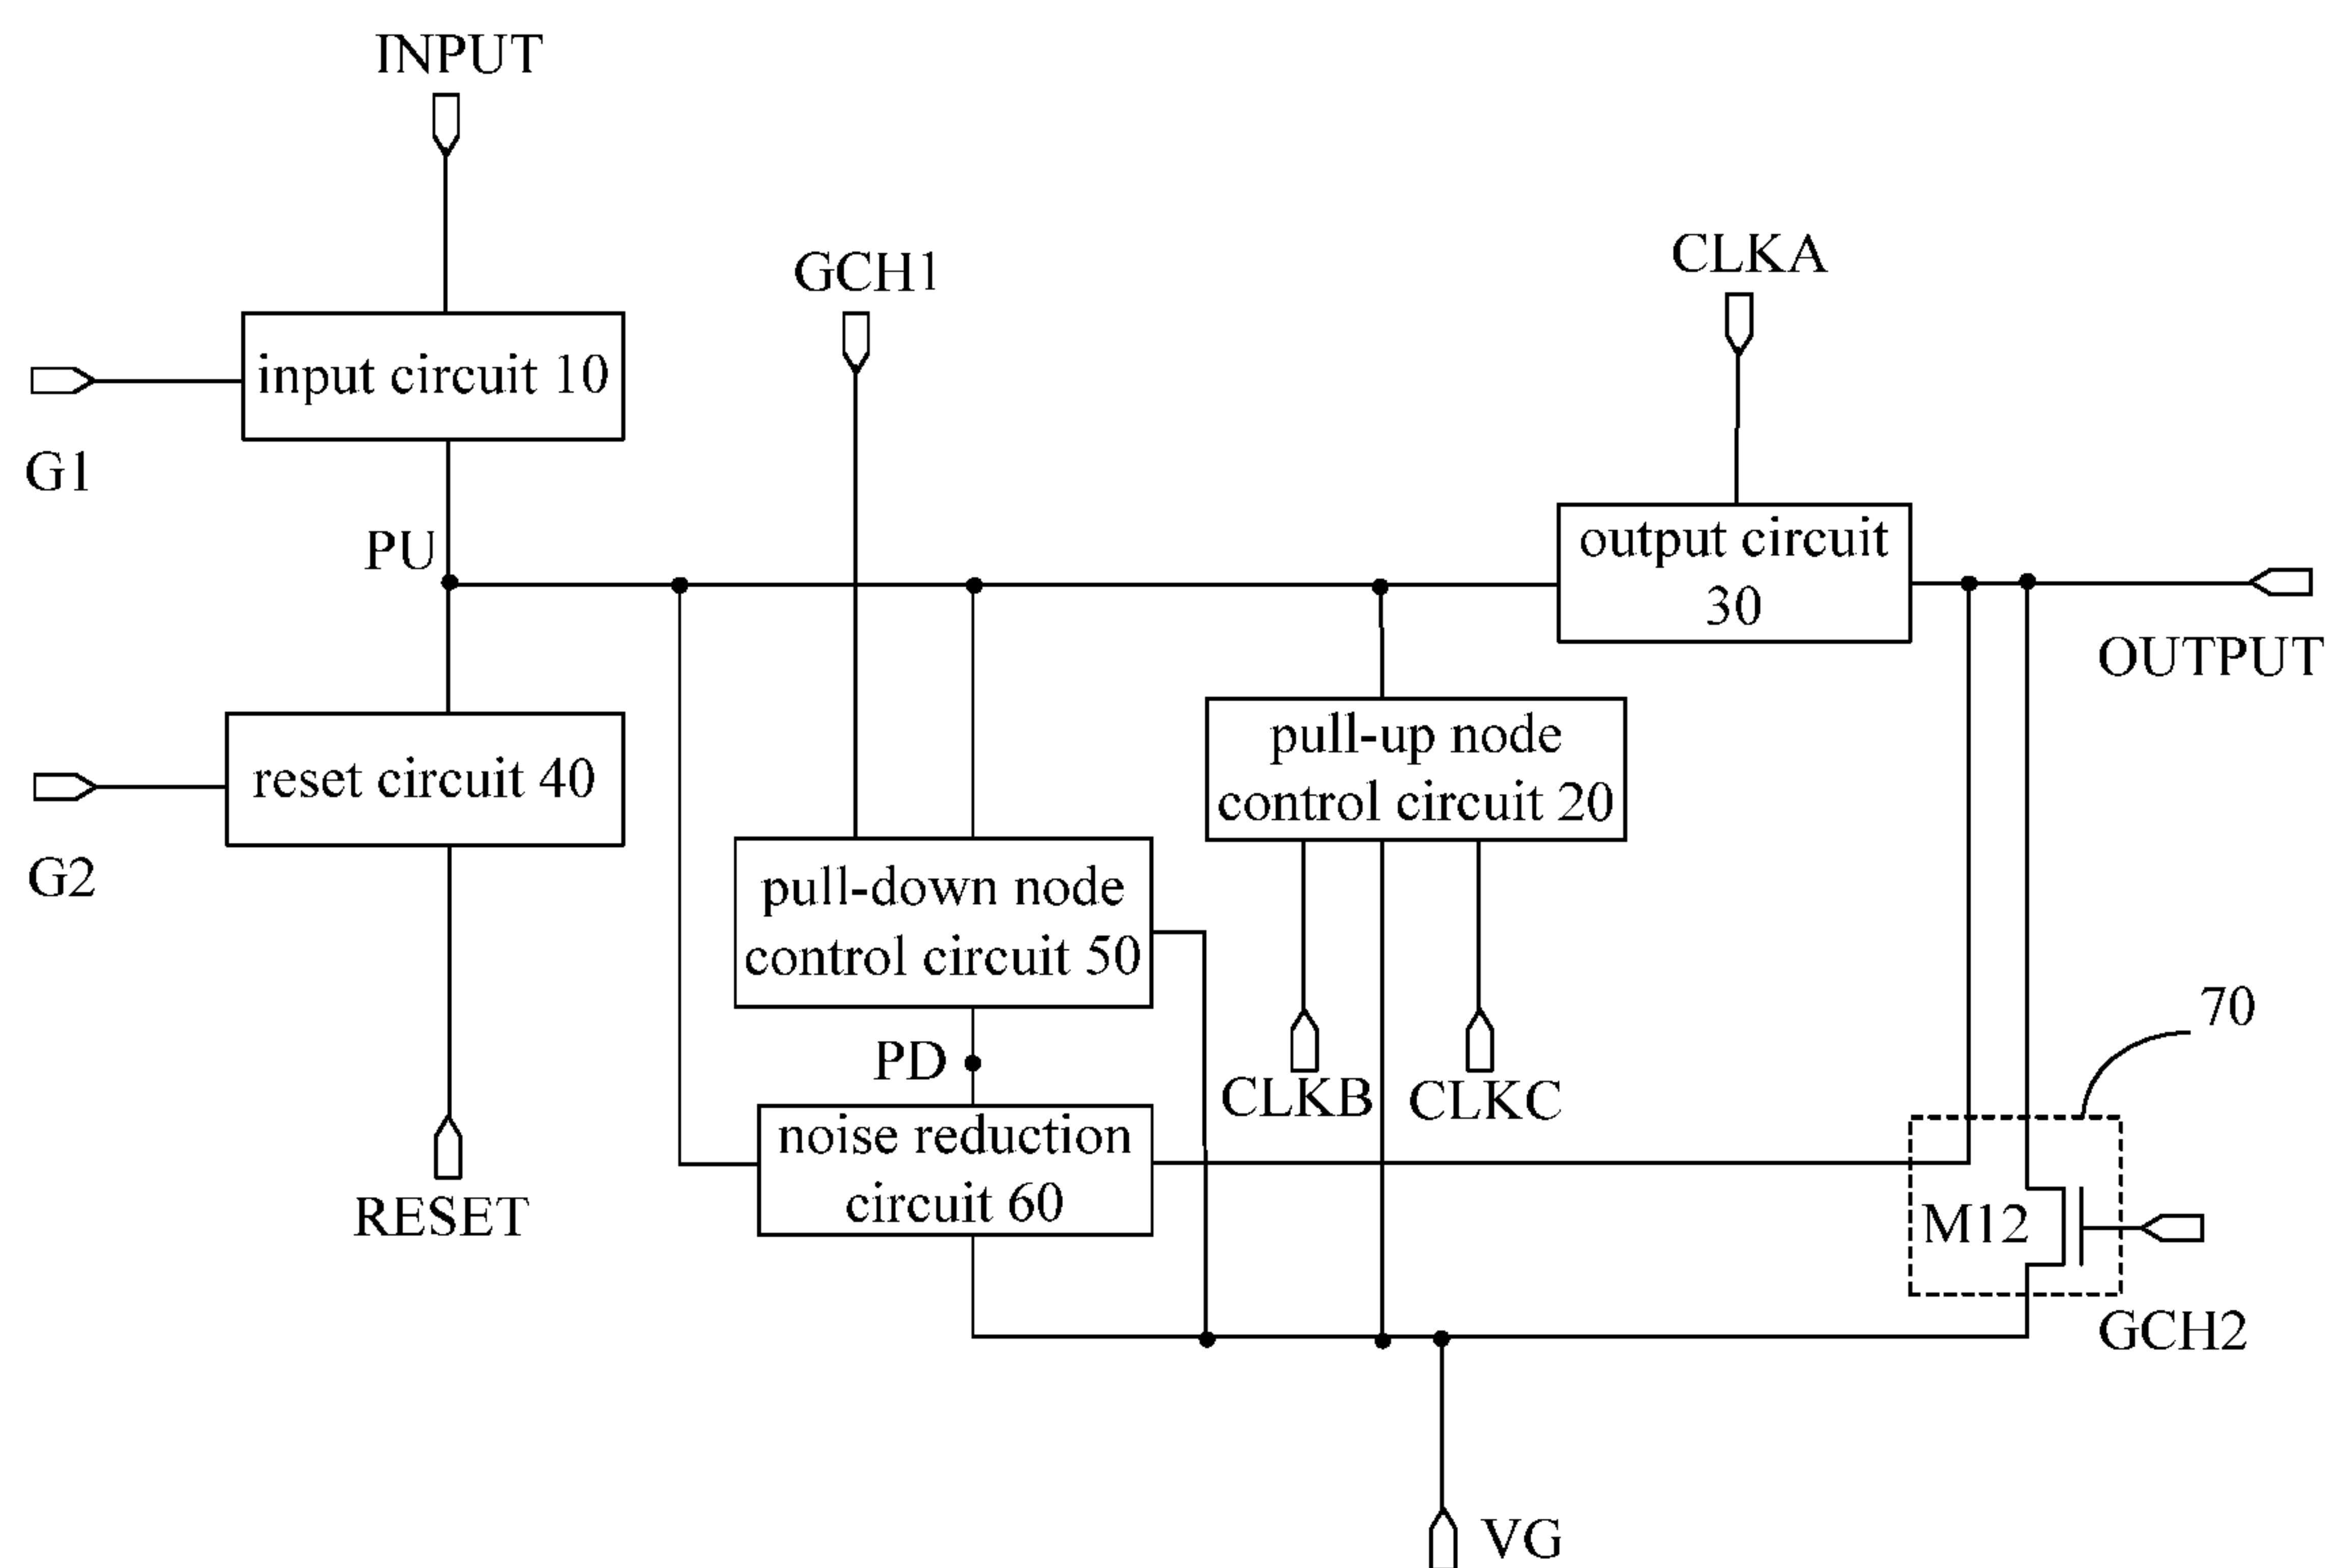 INPUT
GCH1
CLKA
input circuit 10
G1
PU
output circuit
30
OUTPUT
reset circuit 40
G2
pull-up node
control circuit 20
pull-down node
control circuit 50
70
PD
CLKB
CLKC
noise reduction
circuit 60
RESET
M12
GCH2
VG